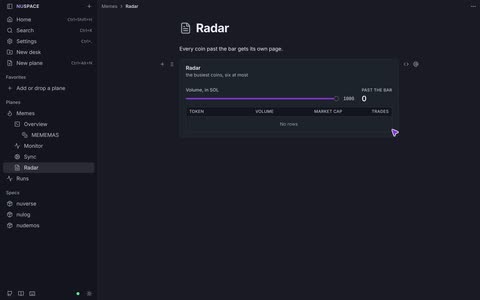 NUSPACE
Home Ctrl+Shift+H
Search Ctrl+K
Settings Ctrl+,
New desk
New plane Ctrl+Alt+N
Favorites
Add or drop a plane
Planes
Memes
Overview
MEMEMAS
Monitor
Sync
Radar
Runs
Specs
nuverse
nulog
nudemos
Memes > Radar
Radar
Every coin past the bar gets its own page.
Radar
the busiest coins, six at most
Volume, in SOL
1986
PAST THE BAR
0
TOKEN VOLUME MARKET CAP TRADES
No rows